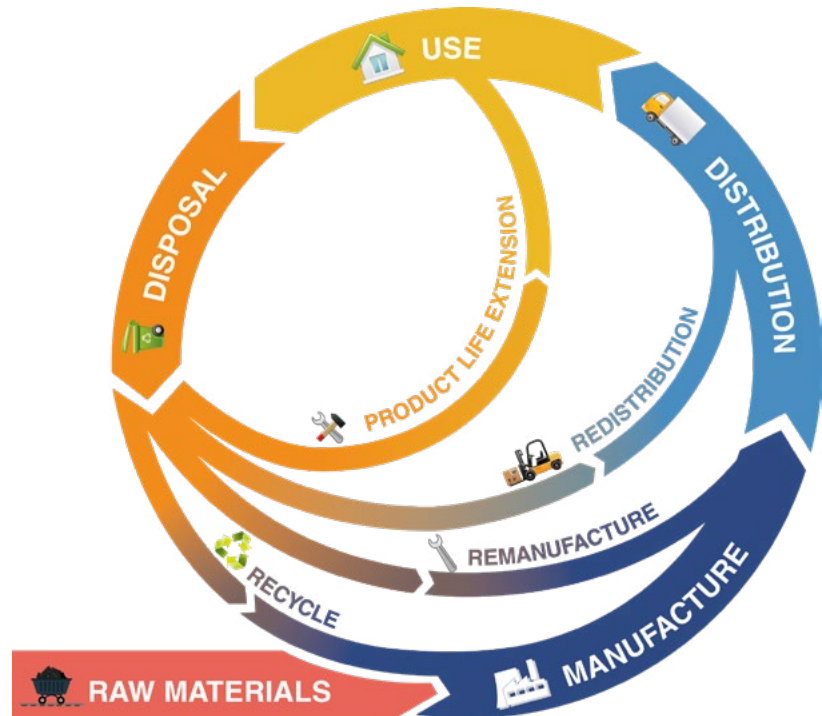 USE
DISTRIBUTION
DISPOSAL
PRODUCT LIFE EXTENSION
REDISTRIBUTION
REMANUFACTURE
RECYCLE
MANUFACTURE
RAW MATERIALS